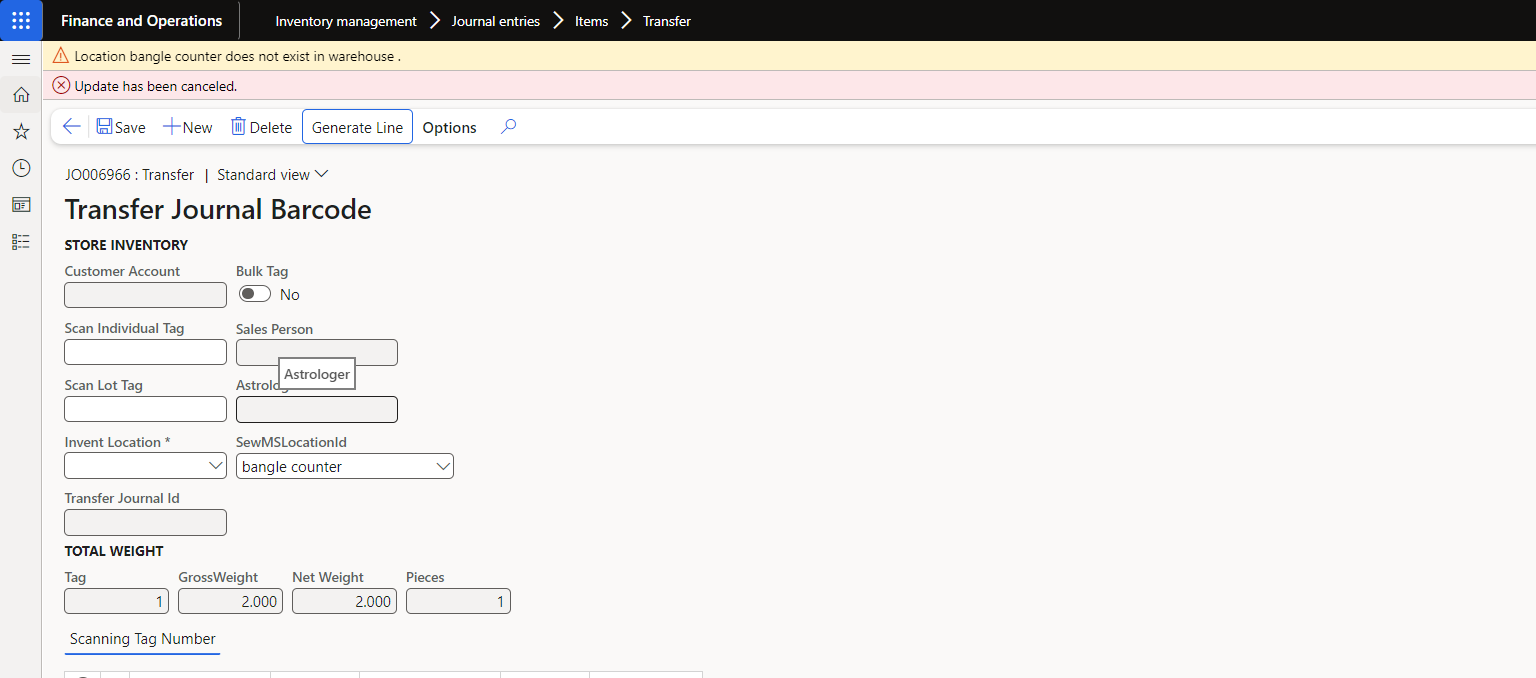 Finance and Operations
Inventory management
Journal entries
Items
Transfer
Location bangle counter does not exist in warehouse .
Update has been canceled.
Save
New
Delete
Generate Line
Options
JO006966 : Transfer | Standard view
Transfer Journal Barcode
STORE INVENTORY
Customer Account
Bulk Tag
No
Scan Individual Tag
Sales Person
Astrologer
Scan Lot Tag
Invent Location *
SewMSLocationId
bangle counter
Transfer Journal Id
TOTAL WEIGHT
Tag GrossWeight Net Weight Pieces
1 2.000 2.000 1
Scanning Tag Number